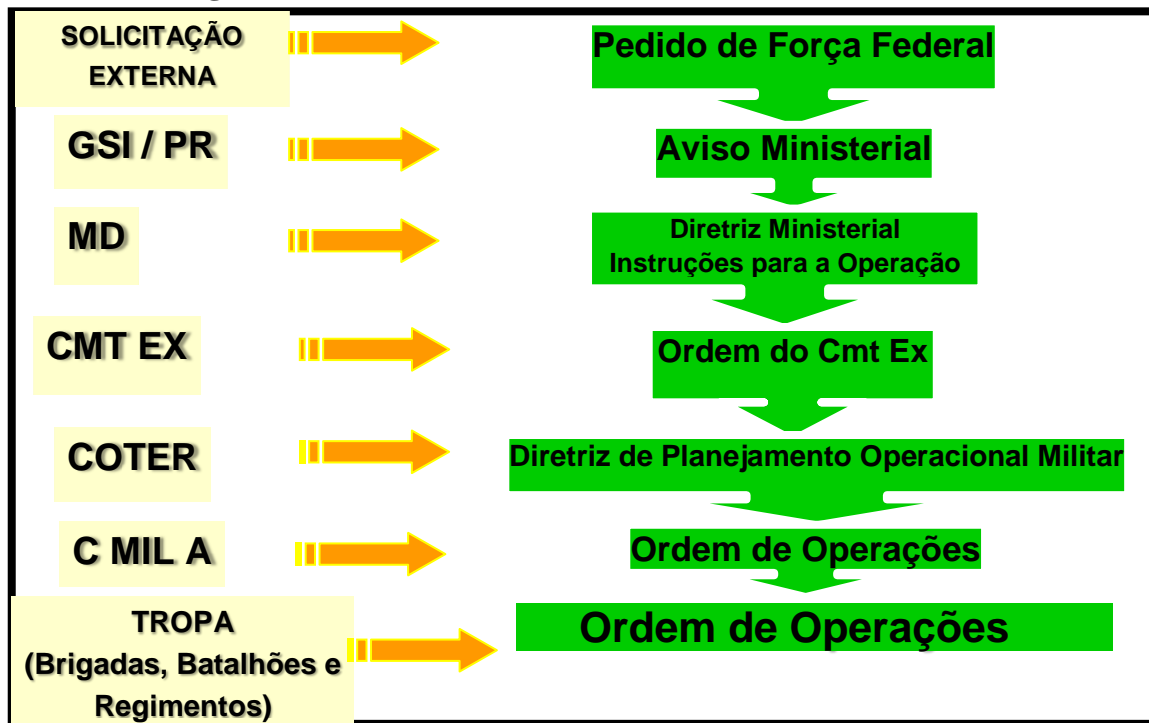 SOLICITAÇÃO
EXTERNA
Pedido de Força Federal
GSI / PR
Aviso Ministerial
MD
Diretriz Ministerial
Instruções para a Operação
CMT EX
Ordem do Cmt Ex
COTER
Diretriz de Planejamento Operacional Militar
C MIL A
Ordem de Operações
TROPA
(Brigadas, Batalhões e
Regimentos)
Ordem de Operações